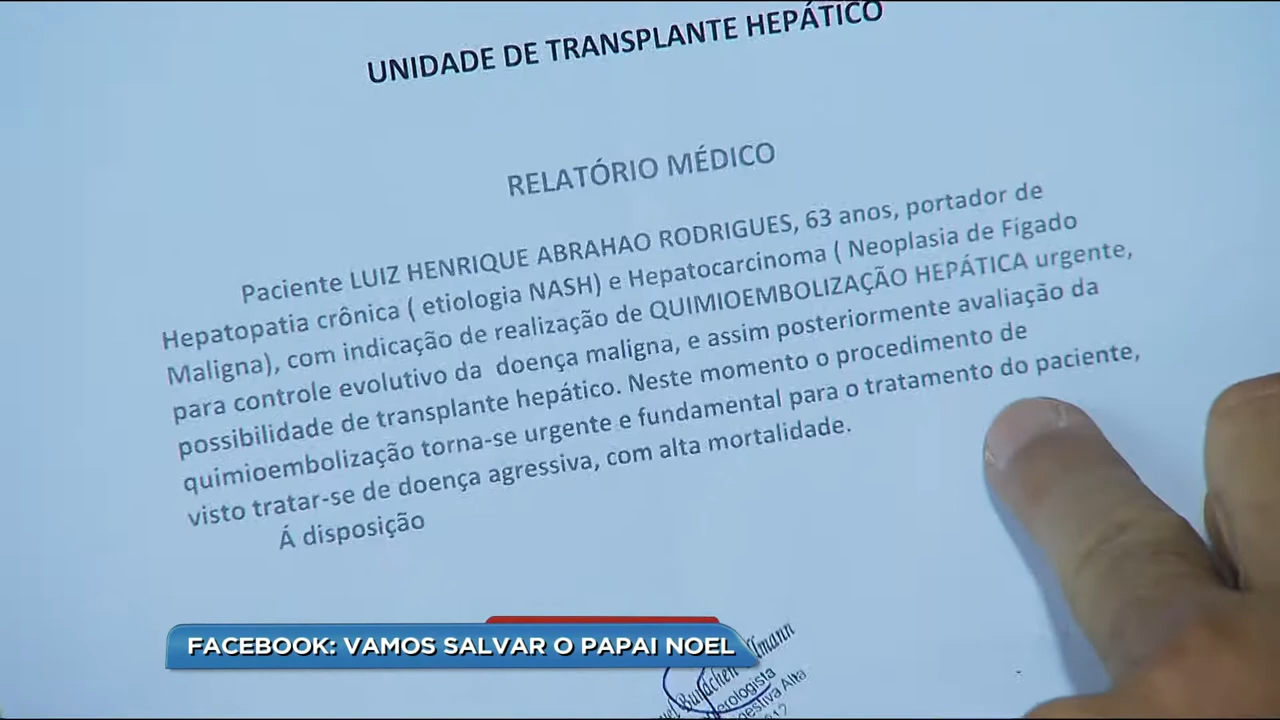 UNIDADE DE TRANSPLANTE HEPÁTICO
RELATÓRIO MÉDICO
Paciente LUIZ HENRIQUE ABRAHAO RODRIGUES, 63 anos, portador de
Hepatopatia crônica ( etiologia NASH) e Hepatocarcinoma ( Neoplasia de Fígado
Maligna), com indicação de realização de QUIMIOEMBOLIZAÇÃO HEPÁTICA urgente,
para controle evolutivo da doença maligna, e assim posteriormente avaliação da
possibilidade de transplante hepático. Neste momento o procedimento de
quimioembolização torna-se urgente e fundamental para o tratamento do paciente,
visto tratar-se de doença agressiva, com alta mortalidade.
Á disposição
FACEBOOK: VAMOS SALVAR O PAPAI NOEL
Alta